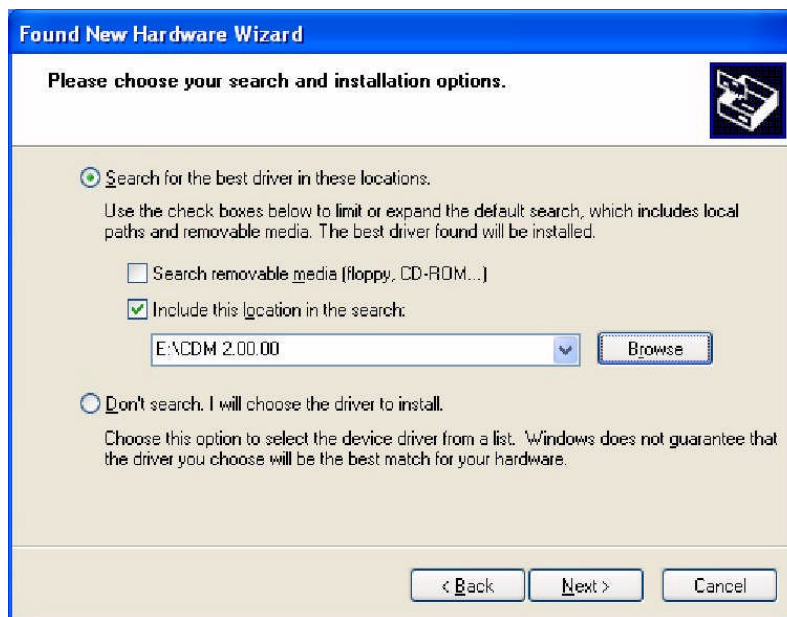 Found New Hardware Wizard
Please choose your search and installation options.
Search for the best driver in these locations.
Use the check boxes below to limit or expand the default search, which includes local
paths and removable media. The best driver found will be installed.
Search removable media (floppy, CD-ROM...)
Include this location in the search:
E:\CDM 2.00.00
Browse
Don't search. I will choose the driver to install.
Choose this option to select the device driver from a list. Windows does not guarantee that
the driver you choose will be the best match for your hardware.
< Back
Next >
Cancel